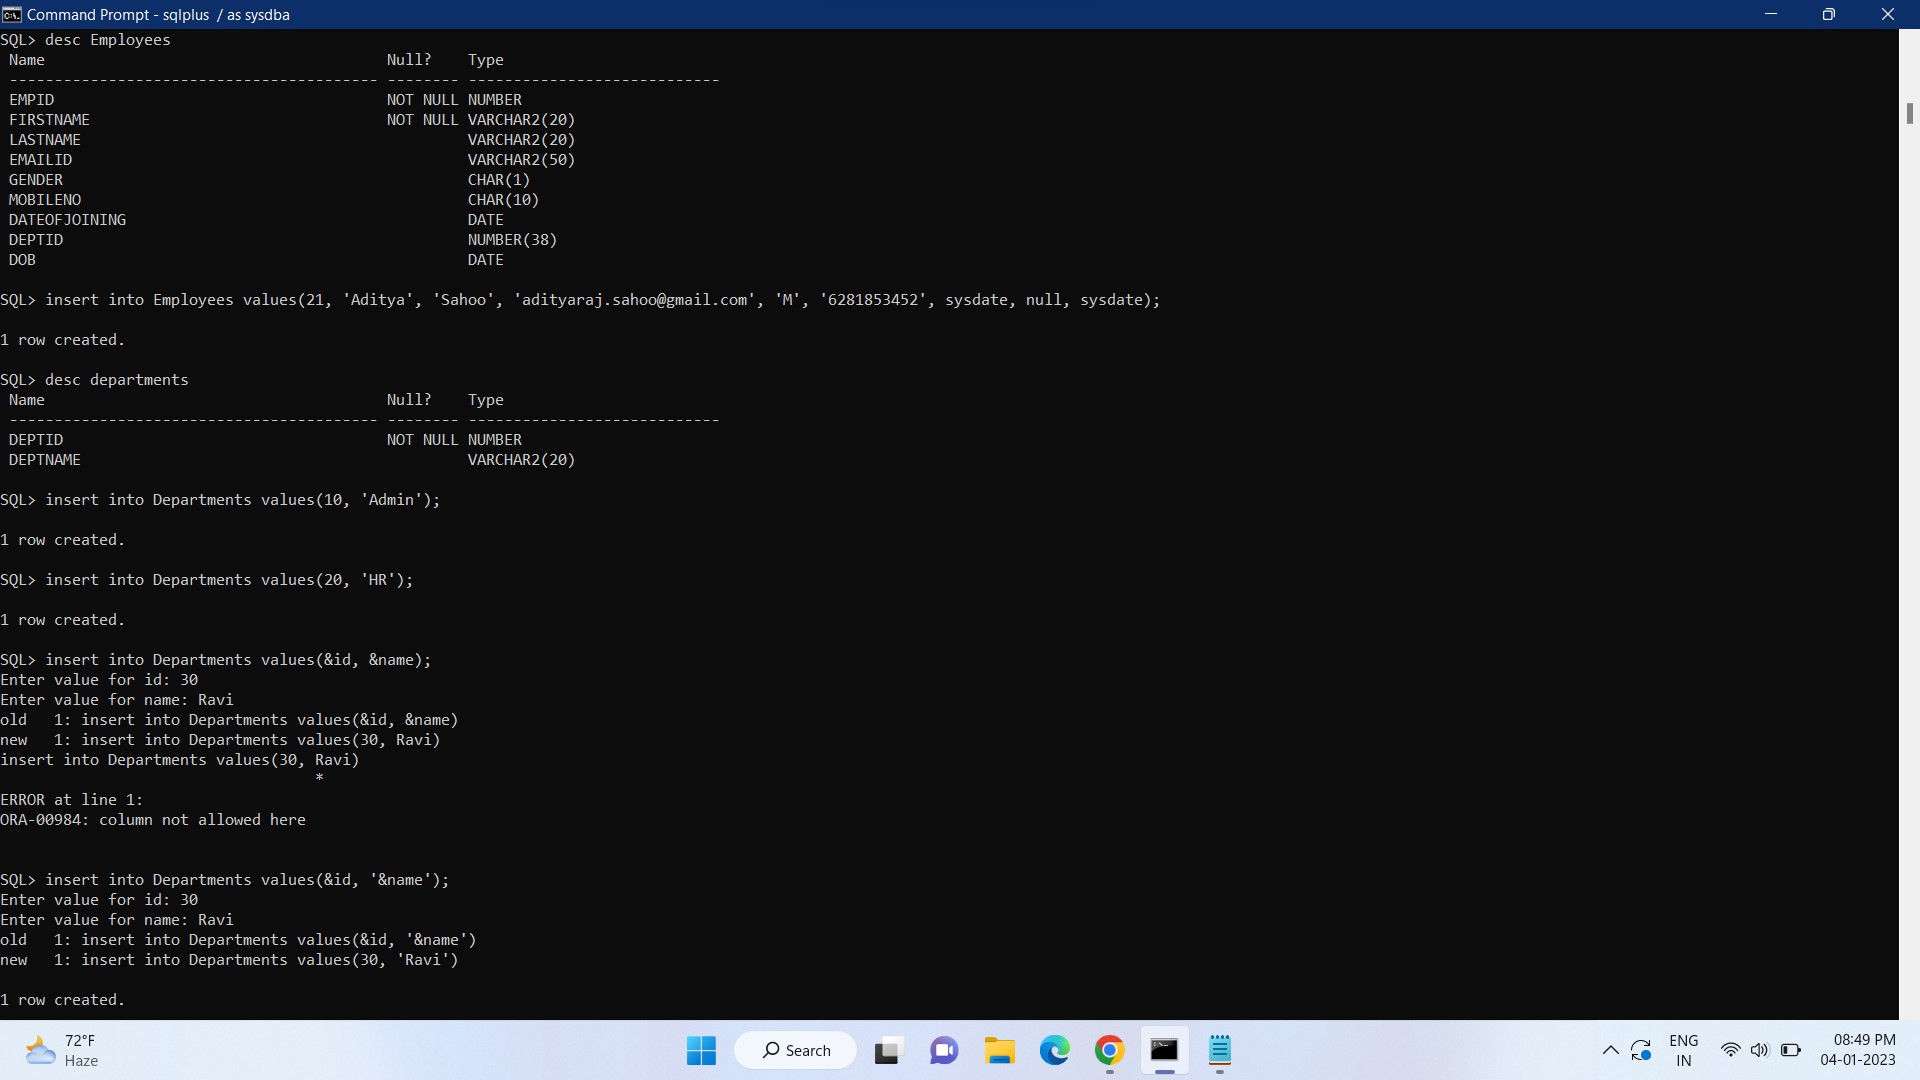 Command Prompt - sqlplus  / as sysdba
SQL> desc Employees
 Name                                      Null?    Type
 ----------------------------------------- -------- ----------------------------
 EMPID                                     NOT NULL NUMBER
 FIRSTNAME                                 NOT NULL VARCHAR2(20)
 LASTNAME                                           VARCHAR2(20)
 EMAILID                                            VARCHAR2(50)
 GENDER                                             CHAR(1)
 MOBILENO                                           CHAR(10)
 DATEOFJOINING                                      DATE
 DEPTID                                             NUMBER(38)
 DOB                                                DATE
SQL> insert into Employees values(21, 'Aditya', 'Sahoo', 'adityaraj.sahoo@gmail.com', 'M', '6281853452', sysdate, null, sysdate);
1 row created.
SQL> desc departments
 Name                                      Null?    Type
 ----------------------------------------- -------- ----------------------------
 DEPTID                                    NOT NULL NUMBER
 DEPTNAME                                           VARCHAR2(20)
SQL> insert into Departments values(10, 'Admin');
1 row created.
SQL> insert into Departments values(20, 'HR');
1 row created.
SQL> insert into Departments values(&id, &name);
Enter value for id: 30
Enter value for name: Ravi
old   1: insert into Departments values(&id, &name)
new   1: insert into Departments values(30, Ravi)
insert into Departments values(30, Ravi)
                                   *
ERROR at line 1:
ORA-00984: column not allowed here
SQL> insert into Departments values(&id, '&name');
Enter value for id: 30
Enter value for name: Ravi
old   1: insert into Departments values(&id, '&name')
new   1: insert into Departments values(30, 'Ravi')
1 row created.
72°F
Haze
Search
ENG
IN
08:49 PM
04-01-2023